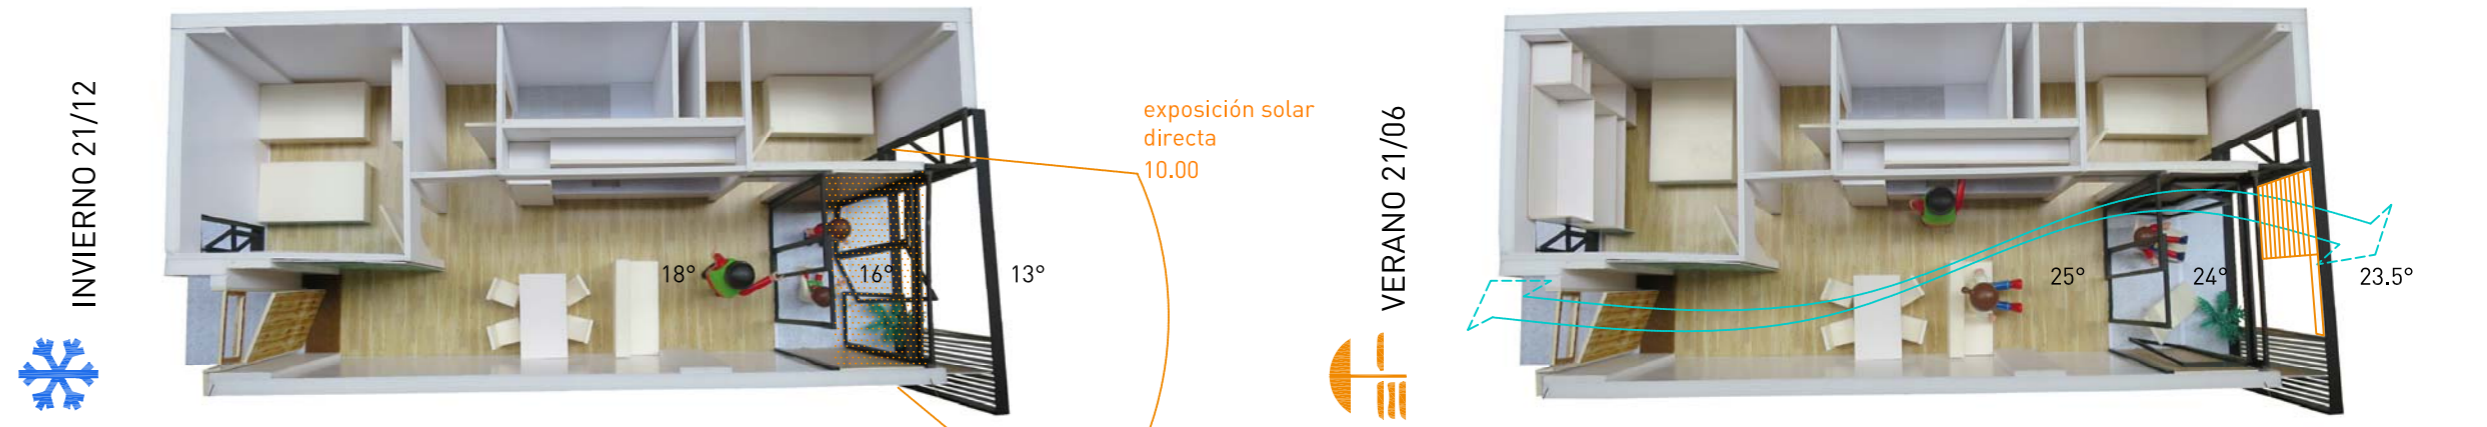 INVIERNO 21/12
18°
16°
13°
exposición solar
directa
10.00
VERANO 21/06
25°
24°
23.5°